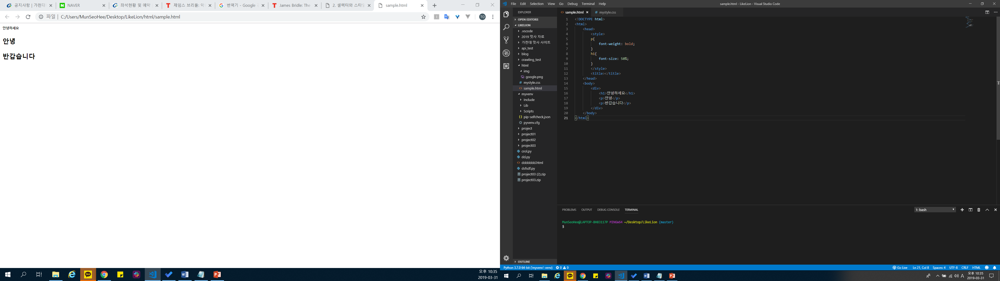 공지사항 | 가천대
NAVER
좌석현황 및 예약
제임스 브리들: 악
번역기 - Google
James Bridle: The
2. 셀렉터와 스타일
sample.html
파일 | C:/Users/MunSeoHee/Desktop/LikeLion/html/sample.html
TO
안녕하세요
안녕
반갑습니다
TALK
오후 10:35
2019-03-31
File Edit Selection View Go Debug Terminal Help
sample.html - LikeLion - Visual Studio Code
EXPLORER
OPEN EDITORS
LIKELION
.vscode
2019 멋사 자료
가천대 멋사 사이트
api_test
blog
crawling_test
html
img
google.png
mystyle.css
sample.html
myvenv
Include
Lib
Scripts
pip-selfcheck.json
pyvenv.cfg
project
project01
project02
project03
crol.py
dd.py
ddddddd.html
dsfsdf.py
project03 (2).zip
project03.zip
OUTLINE
sample.html
mystyle.css
1 <!DOCTYPE html>
2 <html>
3 <head>
4 <style>
5 p{
6 font-weight: bold;
7 }
8 h1{
9 font-size: 50%;
10 }
11 </style>
12 <title></title>
13 </head>
14 <body>
15 <div>
16 <h1>안녕하세요</h1>
17 <p>안녕</p>
18 <p>반갑습니다</p>
19 </div>
20 </body>
21 </html>
PROBLEMS OUTPUT DEBUG CONSOLE TERMINAL
1: bash
MunSeoHee@LAPTOP-BH83117P MINGW64 ~/Desktop/LikeLion (master)
$
Python 3.7.0 64-bit ('myvenv': venv) 0 0
Go Live Ln 21, Col 8 Spaces: 4 UTF-8 CRLF HTML
TALK
A
오후 10:35
2019-03-31